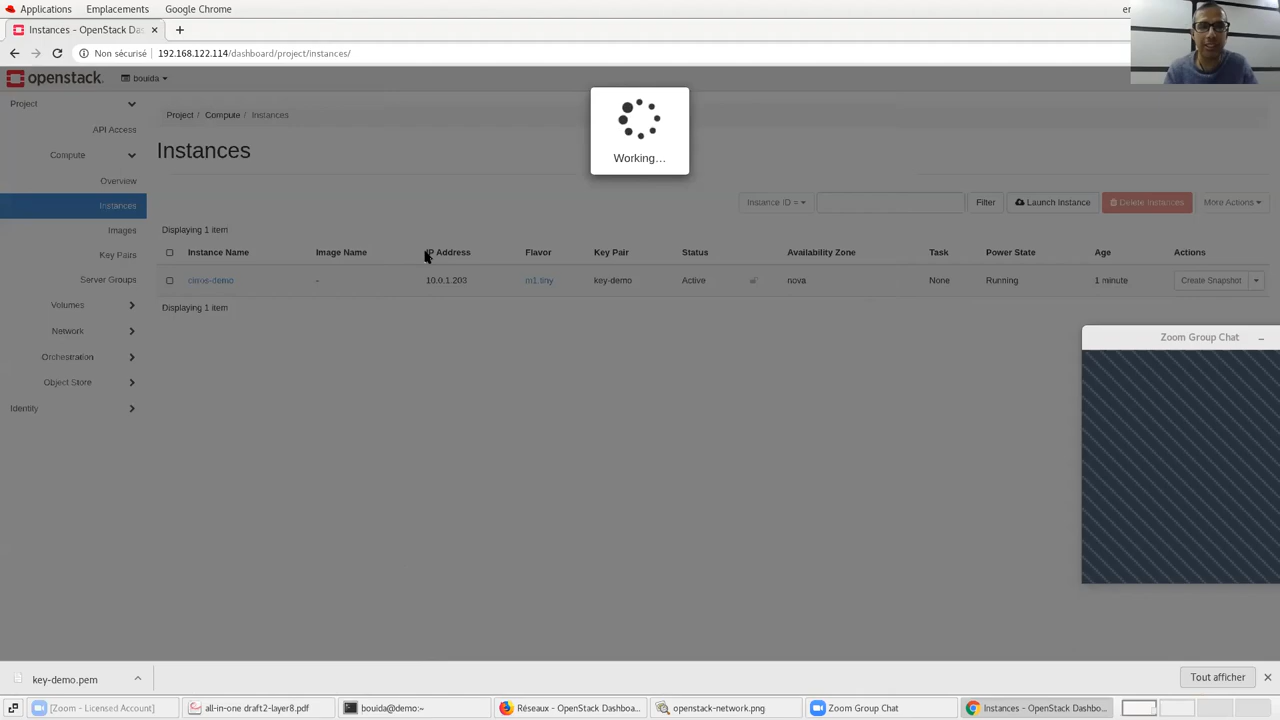 Applications Emplacements Google Chrome
Instances - OpenStack Da
Non sécurisé 192.168.122.114/dashboard/project/instances/
openstack. bouida
Project
API Access
Compute
Overview
Instances
Images
Key Pairs
Server Groups
Volumes
Network
Orchestration
Object Store
Identity
Project / Compute / Instances
Working...
Instances
Instance ID = Filter Launch Instance Delete Instances More Actions
Displaying 1 item
Instance Name Image Name IP Address Flavor Key Pair Status Availability Zone Task Power State Age Actions
cirros-demo - 10.0.1.203 m1.tiny key-demo Active nova None Running 1 minute Create Snapshot
Displaying 1 item
Zoom Group Chat
key-demo.pem
Tout afficher
[Zoom - Licensed Account] all-in-one draft2-layer8.pdf bouida@demo:~ Réseaux - OpenStack Dashboa... openstack-network.png Zoom Group Chat Instances - OpenStack Dashbo...